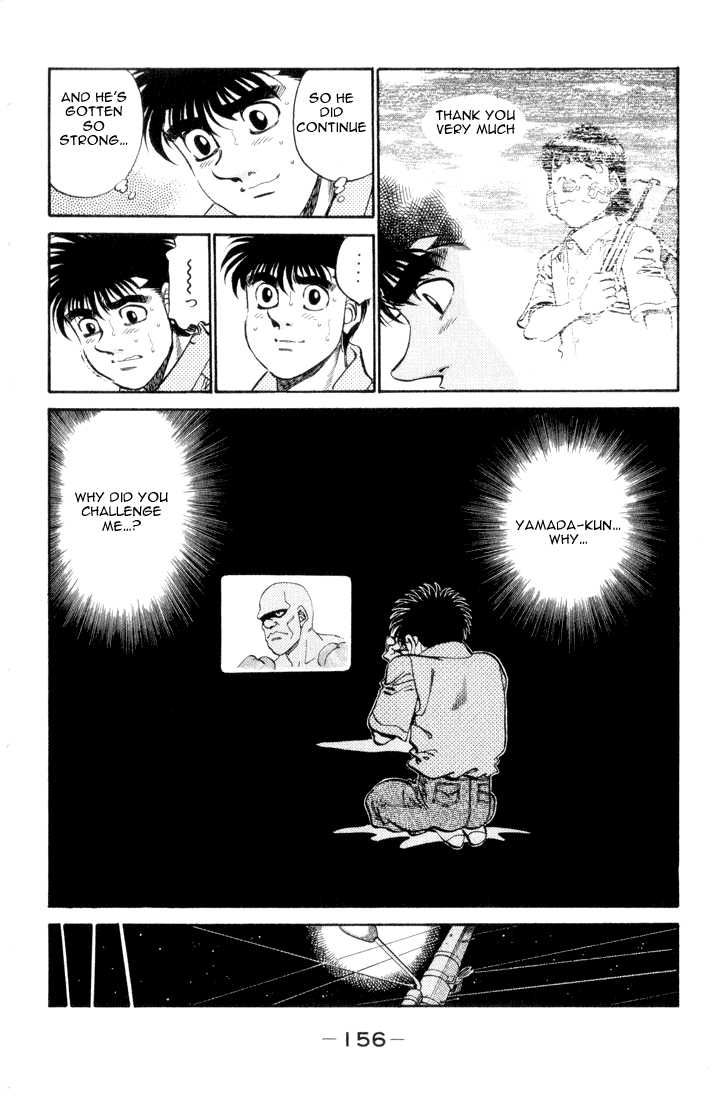 THANK YOU
VERY MUCH
SO HE
DID
CONTINUE
AND HE'S
GOTTEN
SO
STRONG...
....
YAMADA-KUN...
WHY...
WHY DID YOU
CHALLENGE
ME...?
—156—